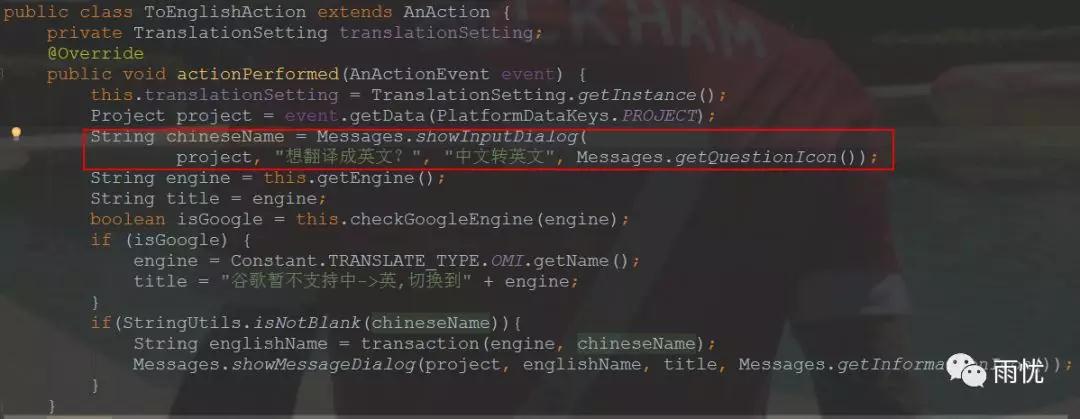 public class ToEnglishAction extends AnAction {
private TranslationSetting translationSetting;
@Override
public void actionPerformed(AnActionEvent event) {
this.translationSetting = TranslationSetting.getInstance();
Project project = event.getData(PlatformDataKeys.PROJECT);
String chineseName = Messages.showInputDialog(
project, "想翻译成英文?", "中文转英文", Messages.getQuestionIcon());
String engine = this.getEngine();
String title = engine;
boolean isGoogle = this.checkGoogleEngine(engine);
if (isGoogle) {
engine = Constant.TRANSLATE_TYPE.OMI.getName();
title = "谷歌暂不支持中->英,切换到" + engine;
}
if(StringUtils.isNotBlank(chineseName)){
String englishName = transaction(engine, chineseName);
Messages.showMessageDialog(project, englishName, title, Messages.getInforma
}
}
雨忧
KHAM